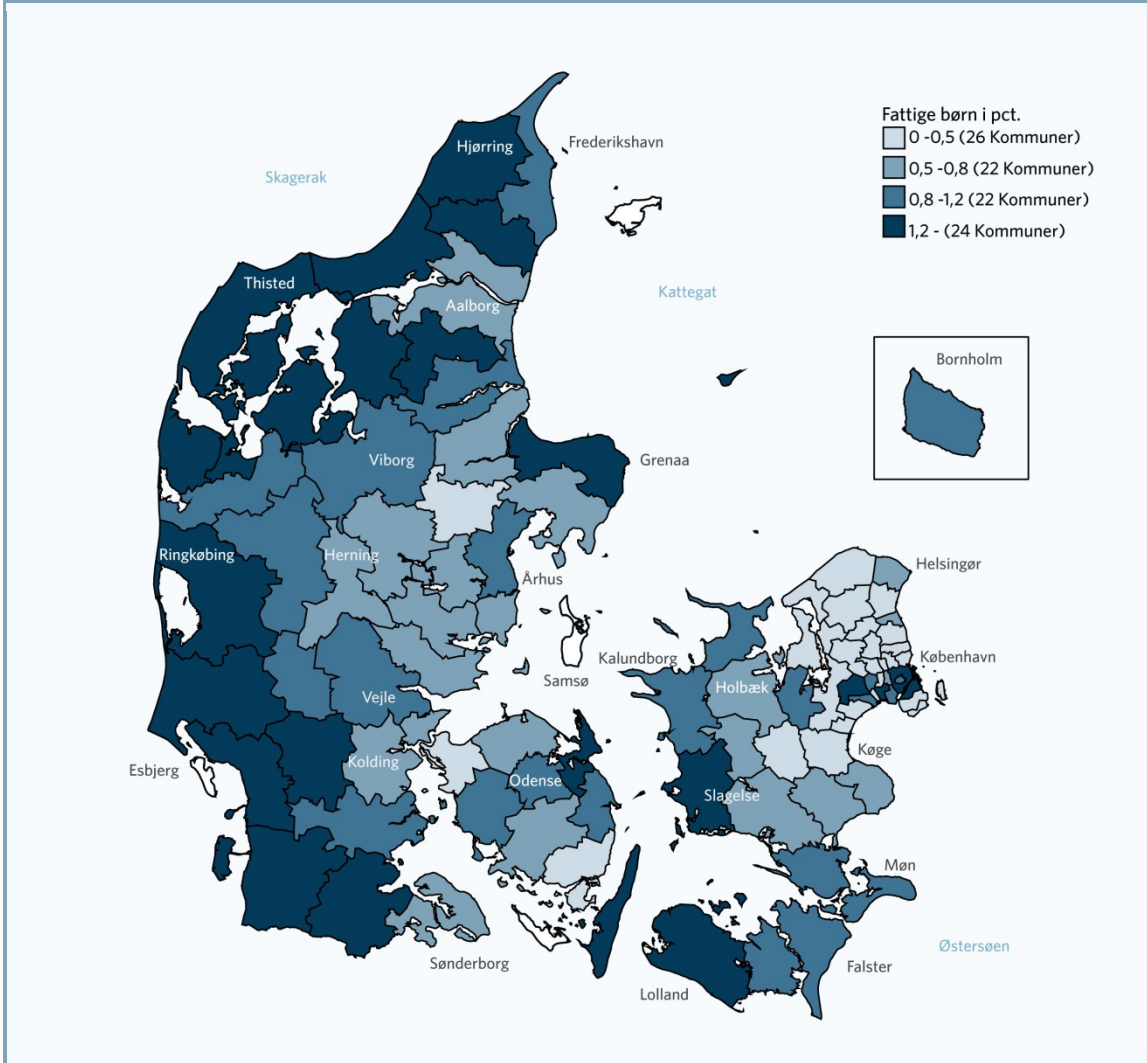 Fattige børn i pct.
0 -0,5 (26 Kommuner)
0,5 -0,8 (22 Kommuner)
0,8 -1,2 (22 Kommuner)
1,2 - (24 Kommuner)
Hjørring
Frederikshavn
Skagerak
Thisted
Kattegat
Aalborg
Bornholm
Viborg
Grenaa
Ringkøbing
Herning
Århus
Helsingør
Kalundborg
København
Samsø
Holbæk
Vejle
Køge
Esbjerg
Kolding
Odense
Slagelse
Møn
Sønderborg
Østersøen
Falster
Lolland